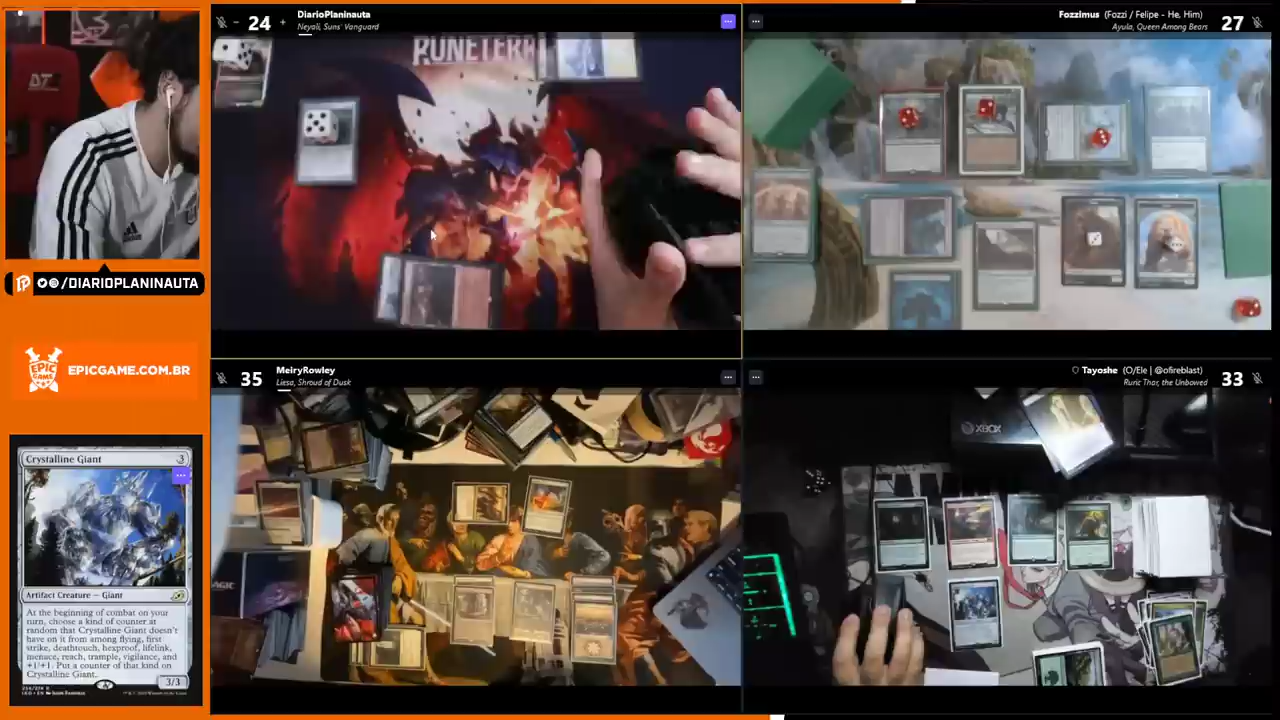 24
DiarioPlaninauta
Neyali, Suns' Vanguard
RUNETERRA
Fozzimus (Fozzi / Felipe - He, Him)
Ayula, Queen Among Bears
27
DT
/DIARIOPLANINAUTA
EPIC GAME
EPICGAME.COM.BR
35
MeiryRowley
Liesa, Shroud of Dusk
Tayoshe (O/Ele | @ofireblast)
Ruric Thar, the Unbowed
33
XBOX
Crystalline Giant 3
Artifact Creature — Giant
At the beginning of combat on your
turn, choose a kind of counter at
random that Crystalline Giant doesn't
have on it from among flying, first
strike, deathtouch, hexproof, lifelink,
menace, reach, trample, vigilance, and
+1/+1. Put a counter of that kind on
Crystalline Giant.
3/3